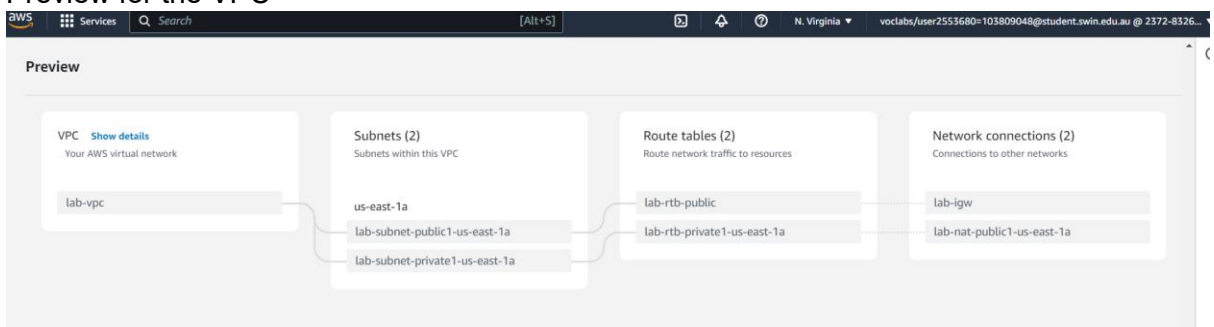 Preview for the VPC
aws Services Search [Alt+S] N. Virginia voclabs/user2553680=103809048@student.swin.edu.au @ 2372-8326...
Preview
VPC Show details
Your AWS virtual network
lab-vpc
Subnets (2)
Subnets within this VPC
us-east-1a
lab-subnet-public1-us-east-1a
lab-subnet-private1-us-east-1a
Route tables (2)
Route network traffic to resources
lab-rtb-public
lab-rtb-private1-us-east-1a
Network connections (2)
Connections to other networks
lab-igw
lab-nat-public1-us-east-1a